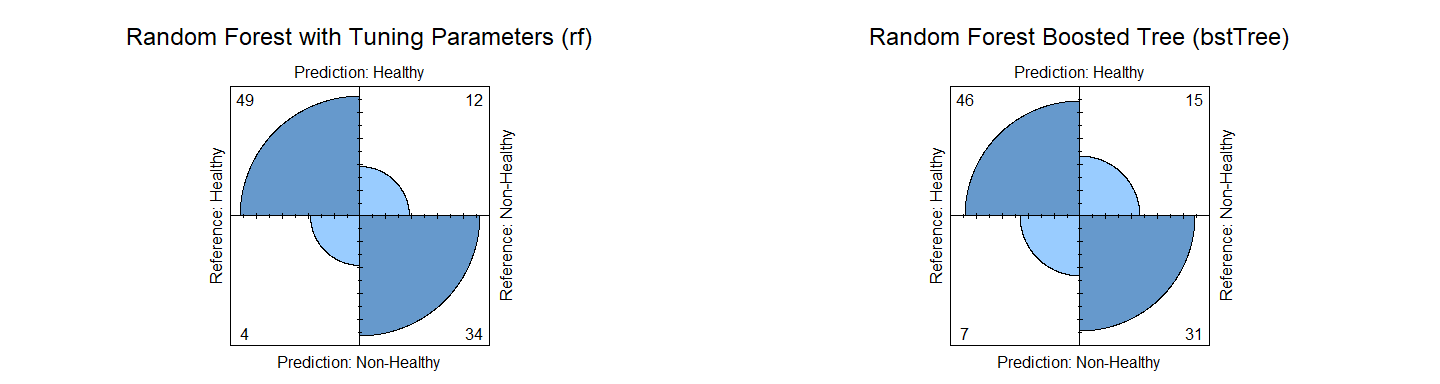 Random Forest with Tuning Parameters (rf)
Prediction: Healthy
49
12
Reference: Healthy
Reference: Non-Healthy
4
34
Prediction: Non-Healthy
Random Forest Boosted Tree (bstTree)
Prediction: Healthy
46
15
Reference: Healthy
Reference: Non-Healthy
7
31
Prediction: Non-Healthy